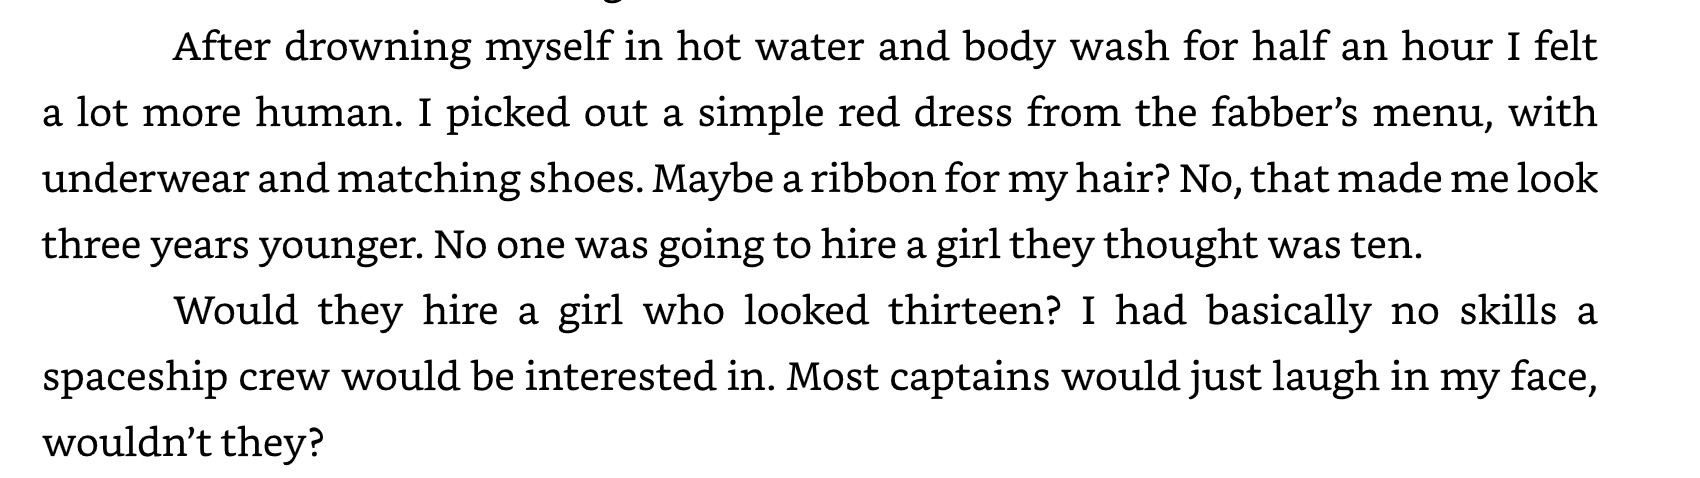 After drowning myself in hot water and body wash for half an hour I felt
a lot more human. I picked out a simple red dress from the fabber’s menu, with
underwear and matching shoes. Maybe a ribbon for my hair? No, that made me look
three years younger. No one was going to hire a girl they thought was ten.
Would they hire a girl who looked thirteen? I had basically no skills a
spaceship crew would be interested in. Most captains would just laugh in my face,
wouldn’t they?